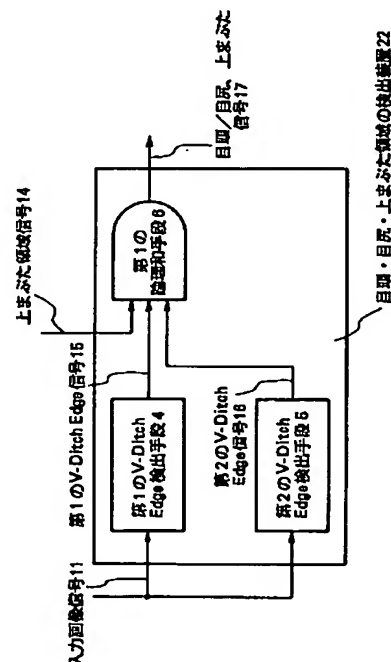 上まぶた領域信号14
第1のV-Ditch Edge信号15
目頭/目尻、上まぶた
信号17
第1の
論理和手段6
入力画像信号11
第1のV-Ditch
Edge検出手段4
第2のV-Ditch
Edge信号16
第2のV-Ditch
Edge検出手段5
目頭・目尻・上まぶた領域の検出装置22